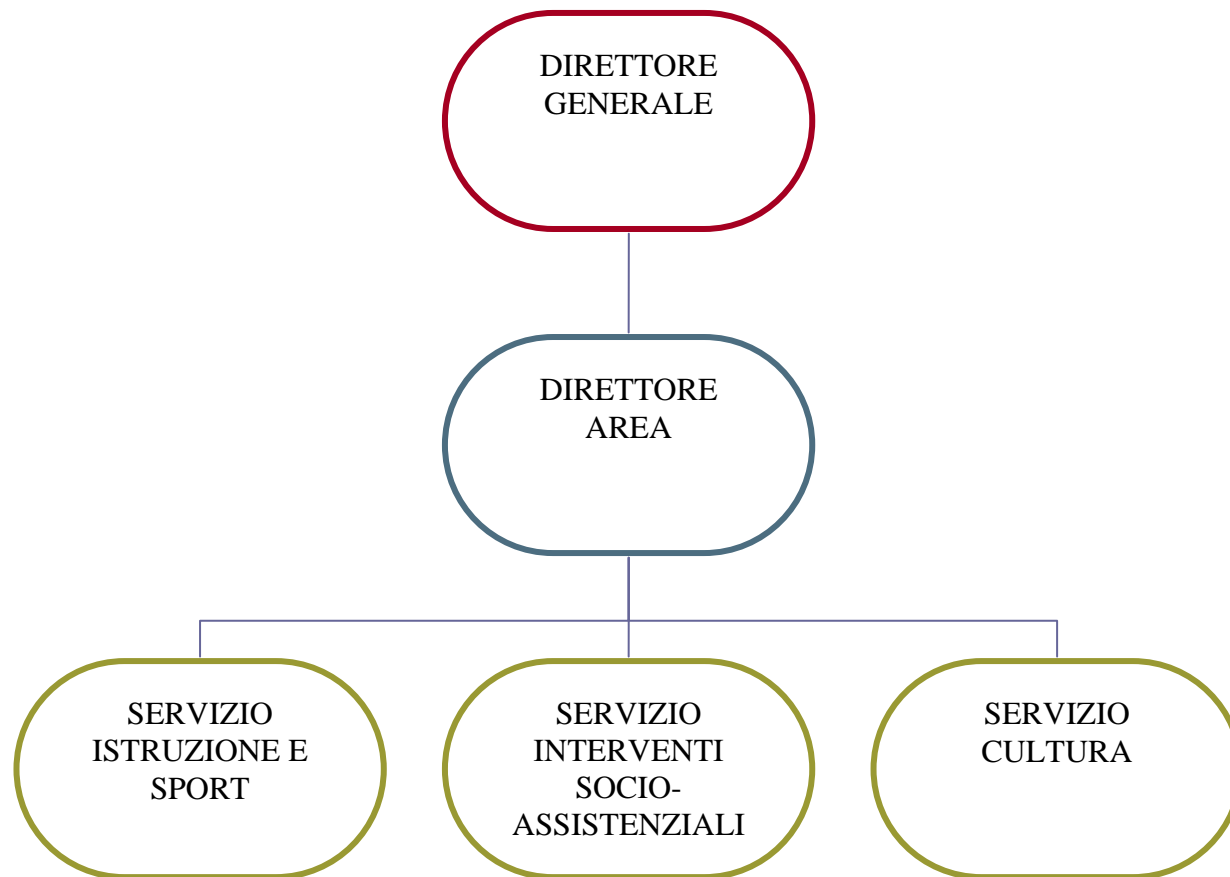 DIRETTORE
GENERALE
DIRETTORE
AREA
SERVIZIO
ISTRUZIONE E
SPORT
SERVIZIO
INTERVENTI
SOCIO-
ASSISTENZIALI
SERVIZIO
CULTURA